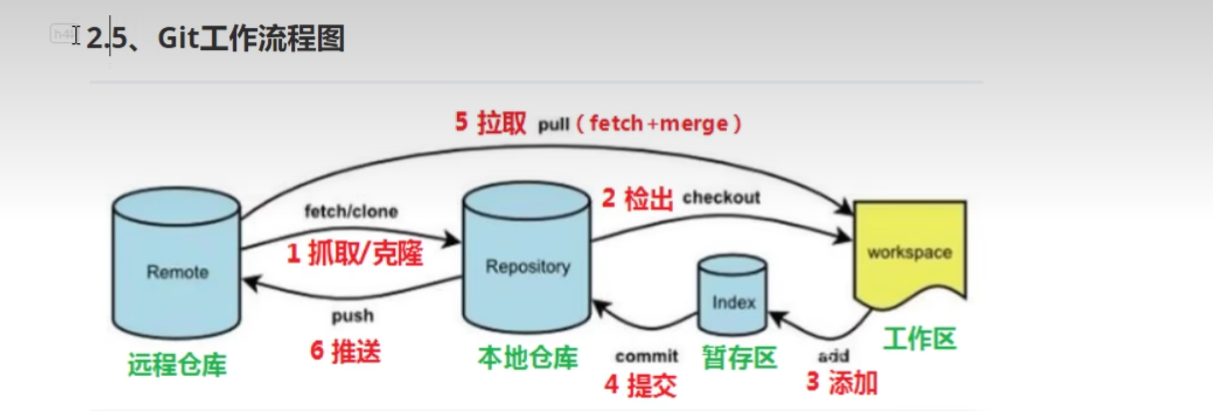 h4
2.5、Git工作流程图
5 拉取 pull（fetch+merge）
2 检出 checkout
fetch/clone
1 抓取/克隆
Remote
Repository
workspace
Index
push
6 推送
远程仓库
本地仓库
commit
4 提交
暂存区
add
3 添加
工作区